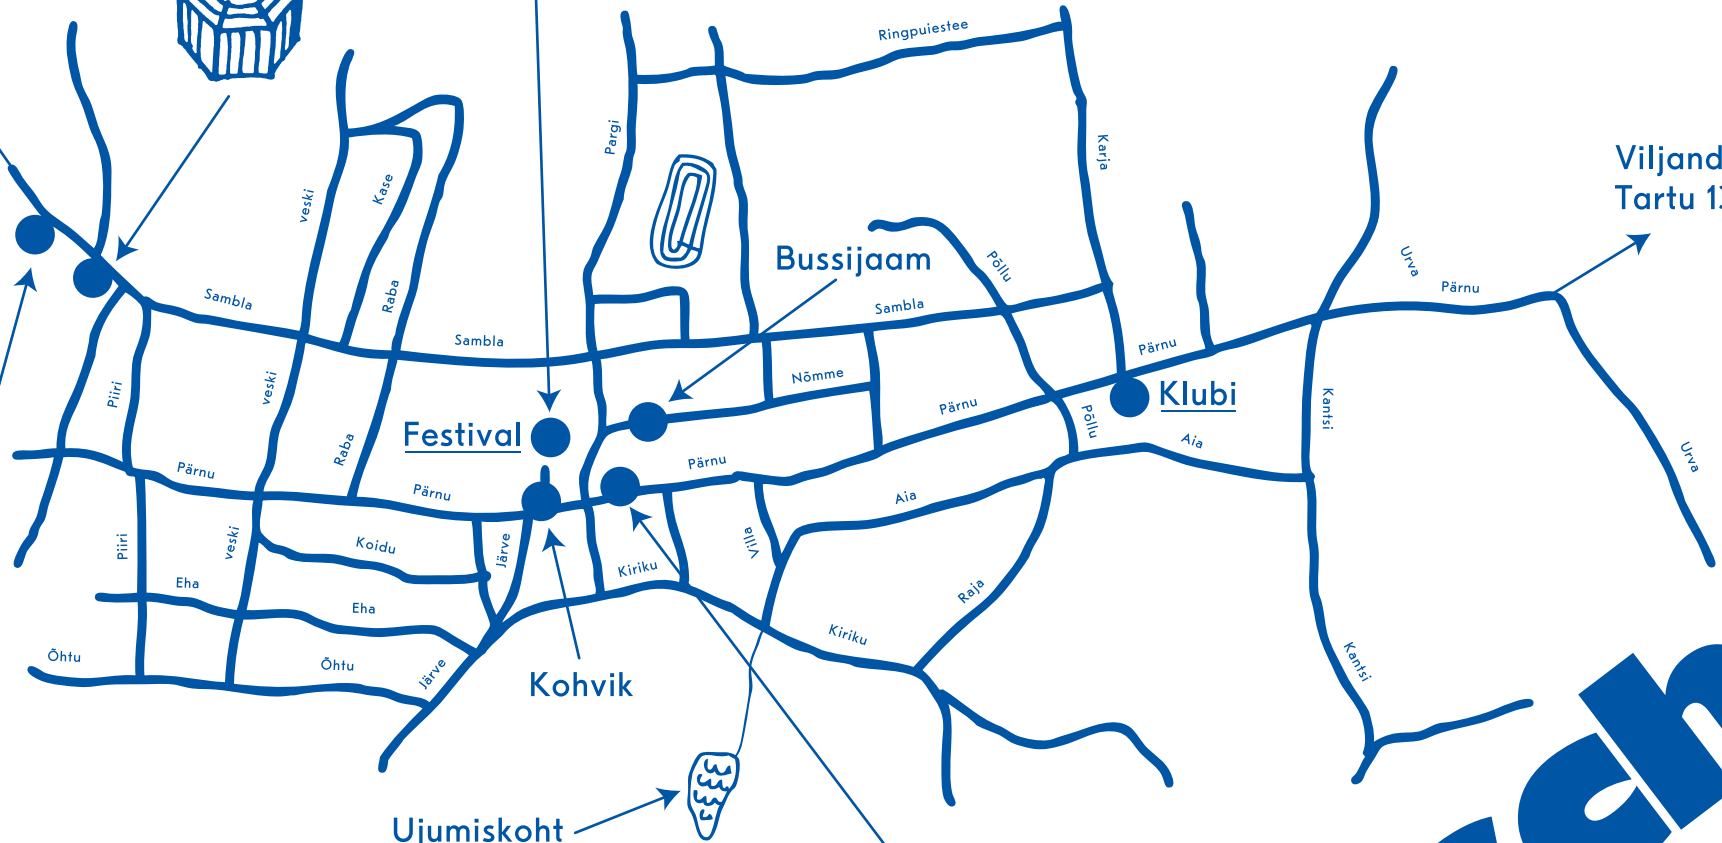 Ringpuiestee
Pargi
Karja
Viljand
Tartu 13
veski
Kase
Bussijaam
Põllu
Urva
Pärnu
Sambla
Raba
Sambla
Sambla
Pärnu
Nõmme
Klubi
Piiri
veski
Festival
Pärnu
Põllu
Kantsi
Aia
Raba
Pärnu
Pärnu
Pärnu
Urva
Aia
Piiri
veski
Koidu
Järve
Villa
Kiriku
Eha
Eha
Raja
Kiriku
Õhtu
Õhtu
Järve
Kohvik
Kantsi
Ujumiskoht